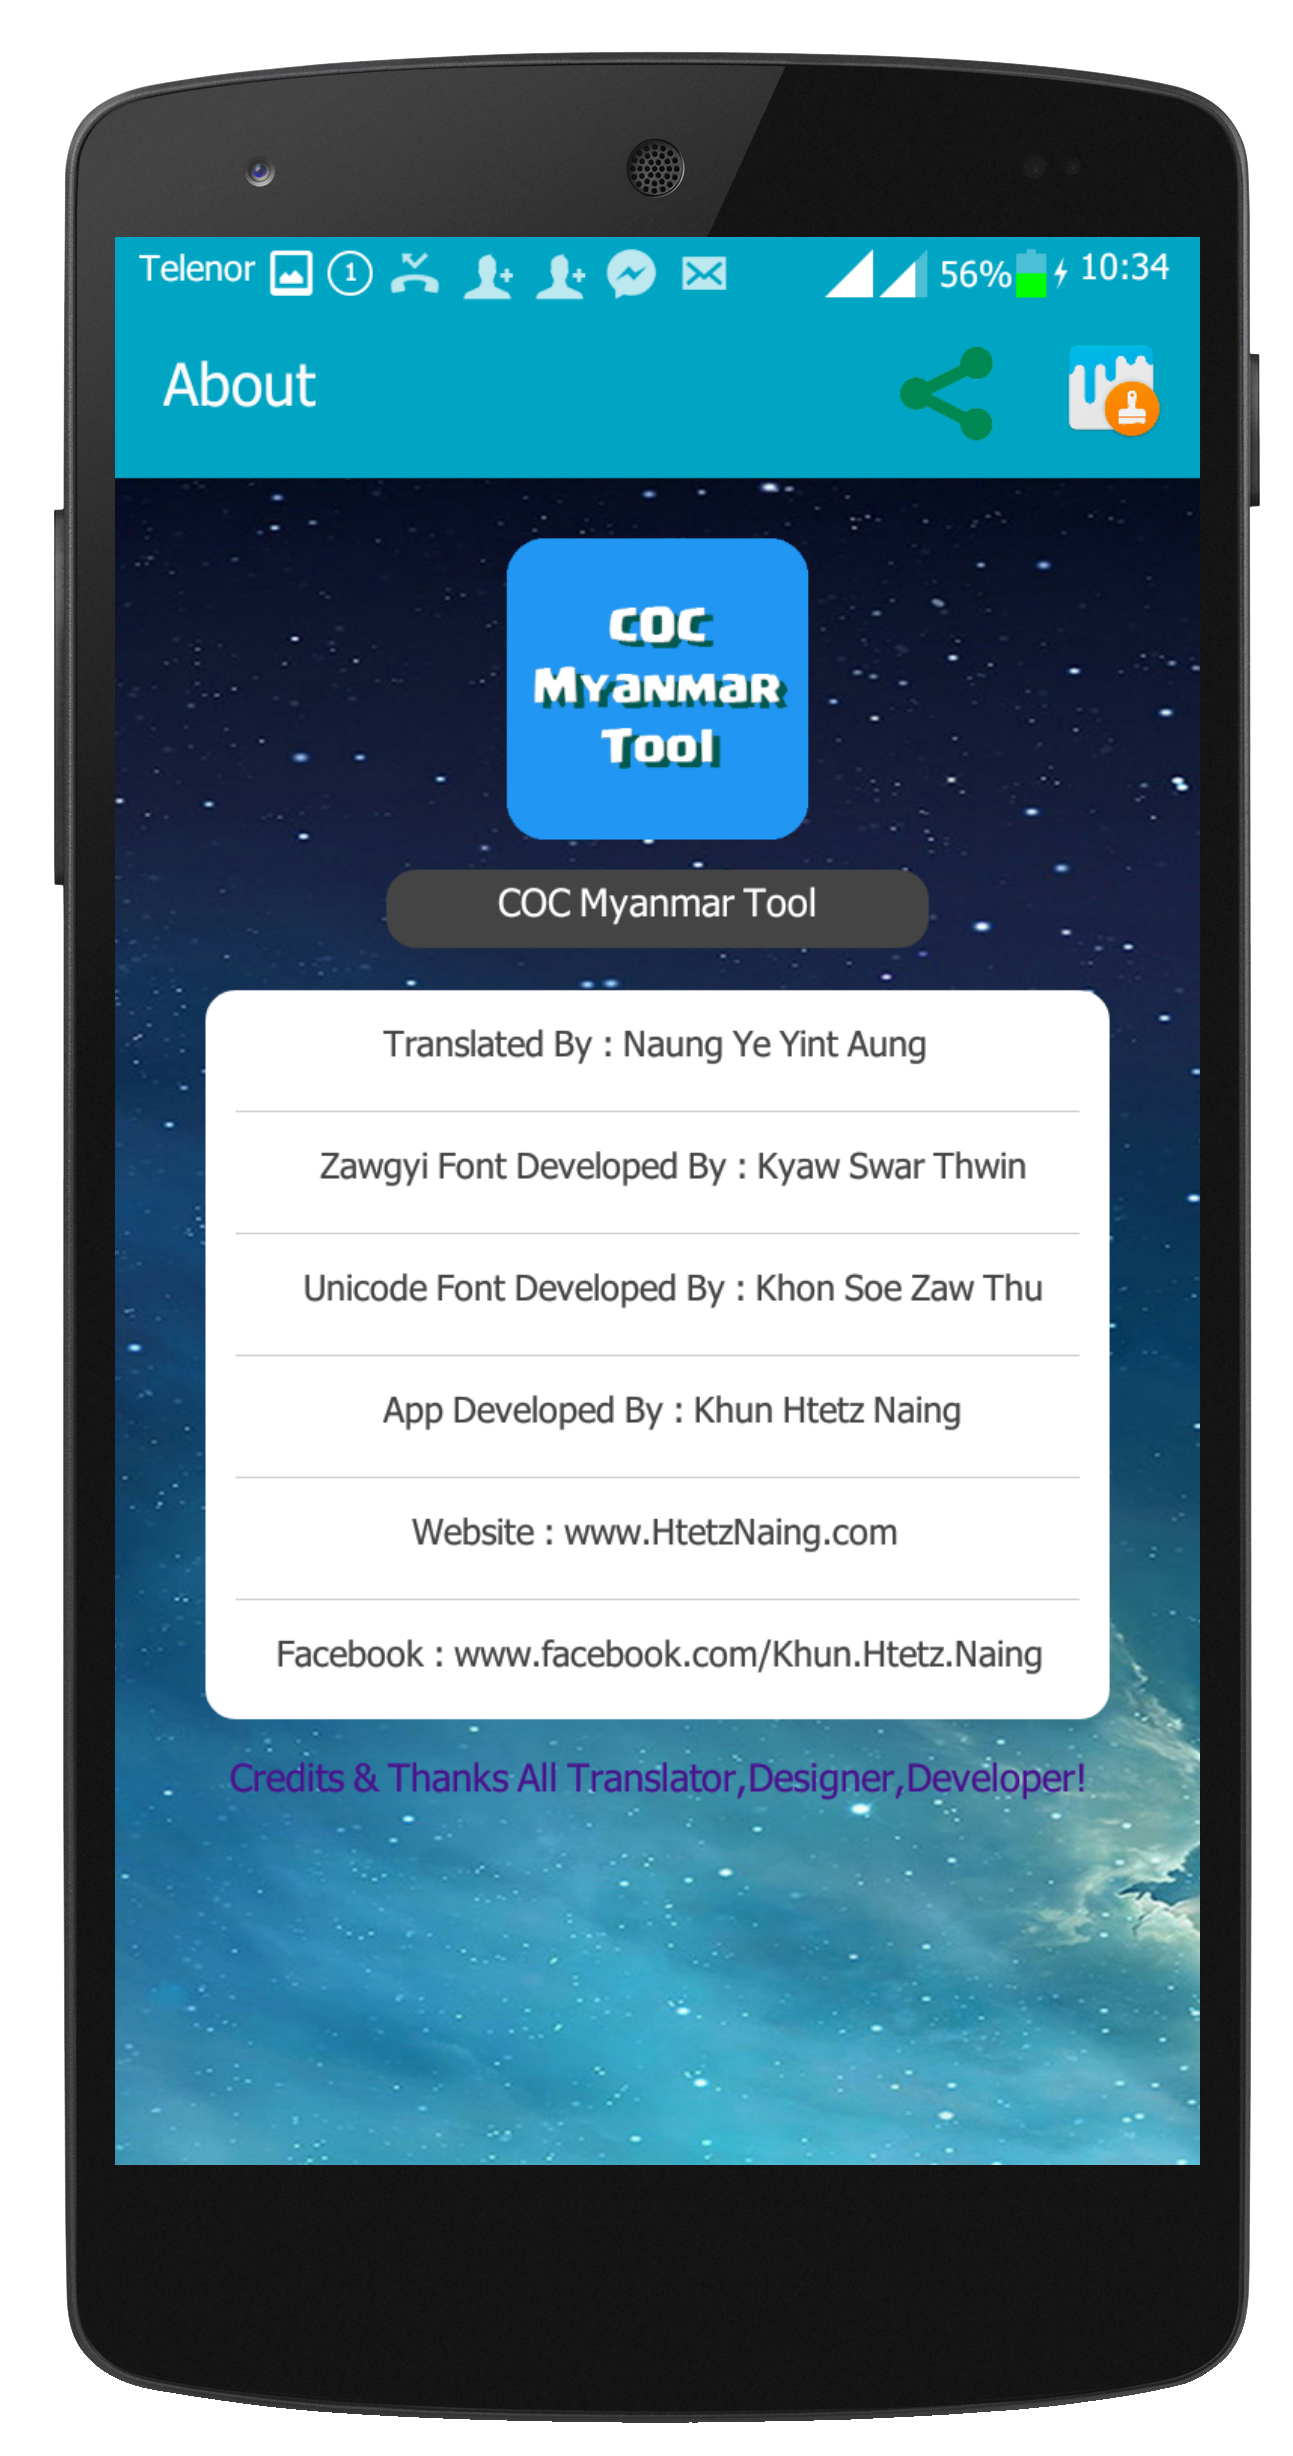 Telenor 1 56% 10:34
About
COC
Myanmar
Tool
COC Myanmar Tool
Translated By : Naung Ye Yint Aung
Zawgyi Font Developed By : Kyaw Swar Thwin
Unicode Font Developed By : Khon Soe Zaw Thu
App Developed By : Khun Htetz Naing
Website : www.HtetzNaing.com
Facebook : www.facebook.com/Khun.Htetz.Naing
Credits & Thanks All Translator,Designer,Developer!